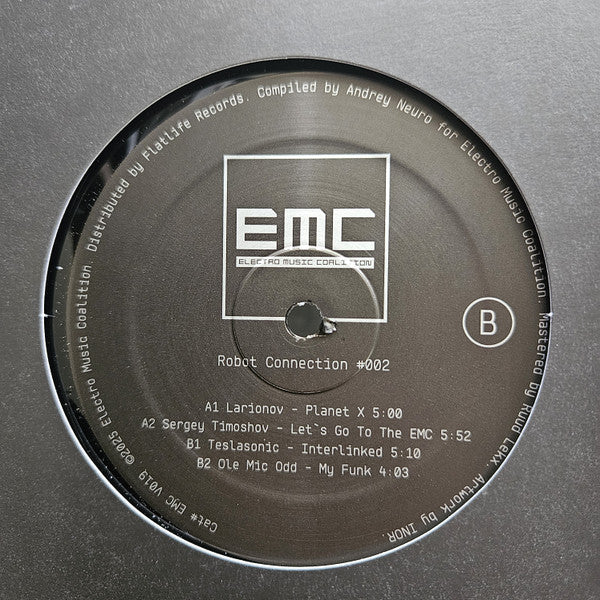 EMC
ELECTRO MUSIC COALITION
B
Robot Connection #002
A1 Larionov - Planet X 5:00
A2 Sergey Timoshov - Let`s Go To The EMC 5:52
B1 Teslasonic - Interlinked 5:10
B2 Ole Mic Odd - My Funk 4:03
Cat# EMC V019 ©2025 Electro Music Coalition. Distributed by Flatlife Records. Compiled by Andrey Neuro for Electro Music Coalition. Mastered by Ruud Lekx. Artwork by INOR.